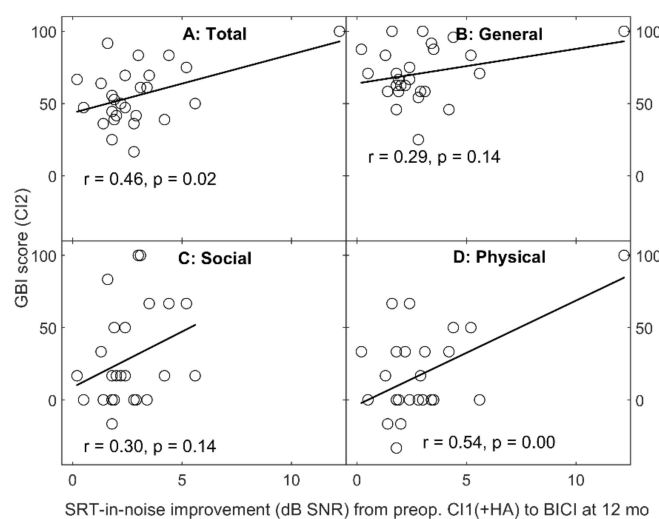 A: Total
B: General
100
50
0
100
50
0
r = 0.46, p = 0.02
r = 0.29, p = 0.14
C: Social
D: Physical
100
50
0
100
50
0
r = 0.30, p = 0.14
r = 0.54, p = 0.00
0
5
10
0
5
10
GBI score (CI2)
SRT-in-noise improvement (dB SNR) from preop. CI1(+HA) to BICI at 12 mo